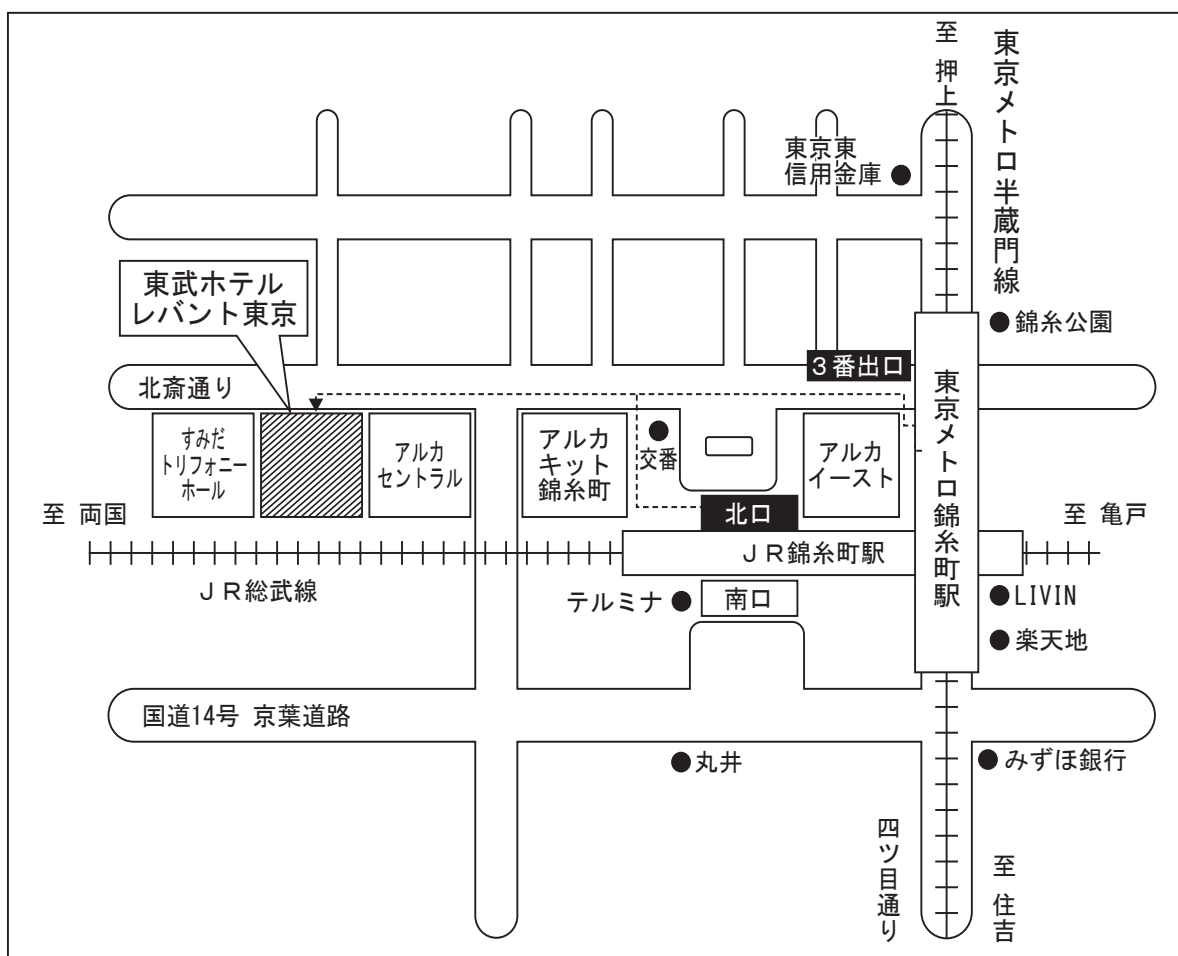 至 押上
東京メトロ半蔵門線
東京東
信用金庫
東武ホテル
レバント東京
錦糸公園
3番出口
北斎通り
東京メトロ錦糸町駅
すみだ
トリフォニー
ホール
アルカ
セントラル
アルカ
キット
錦糸町
交番
アルカ
イースト
至 両国
北口
至 亀戸
JR錦糸町駅
JR総武線
テルミナ
南口
LIVIN
楽天地
国道14号 京葉道路
丸井
みずほ銀行
四ツ目通り
至 住吉